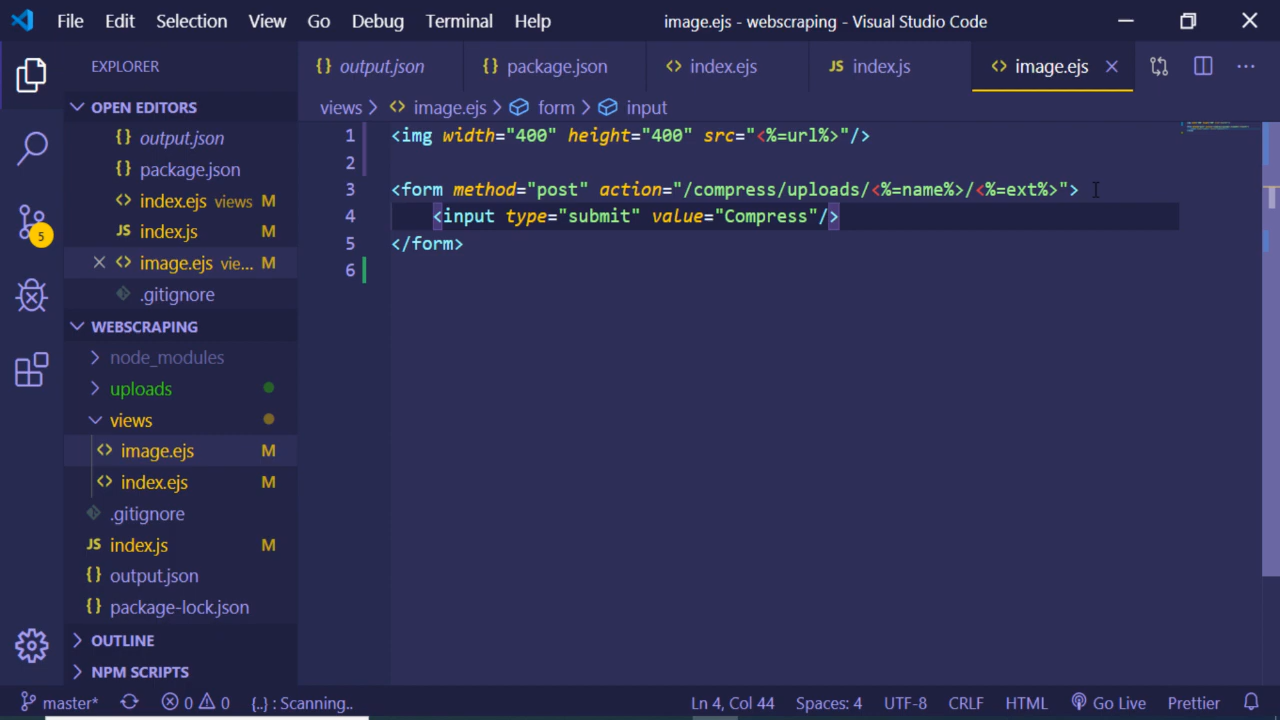 File Edit Selection View Go Debug Terminal Help image.ejs - webscraping - Visual Studio Code
EXPLORER
OPEN EDITORS
{} output.json
{} package.json
<> index.ejs views M
JS index.js M
<> image.ejs vie... M
.gitignore
WEBSCRAPING
node_modules
uploads
views
<> image.ejs M
<> index.ejs M
.gitignore
JS index.js M
{} output.json
{} package-lock.json
OUTLINE
NPM SCRIPTS
5
{} output.json {} package.json <> index.ejs JS index.js <> image.ejs
views > <> image.ejs > form > input
1 <img width="400" height="400" src="<%=url%>"/>
2
3 <form method="post" action="/compress/uploads/<%=name%>/<%=ext%>">
4 <input type="submit" value="Compress"/>
5 </form>
6
master* 0 0 {..} : Scanning.. Ln 4, Col 44 Spaces: 4 UTF-8 CRLF HTML Go Live Prettier